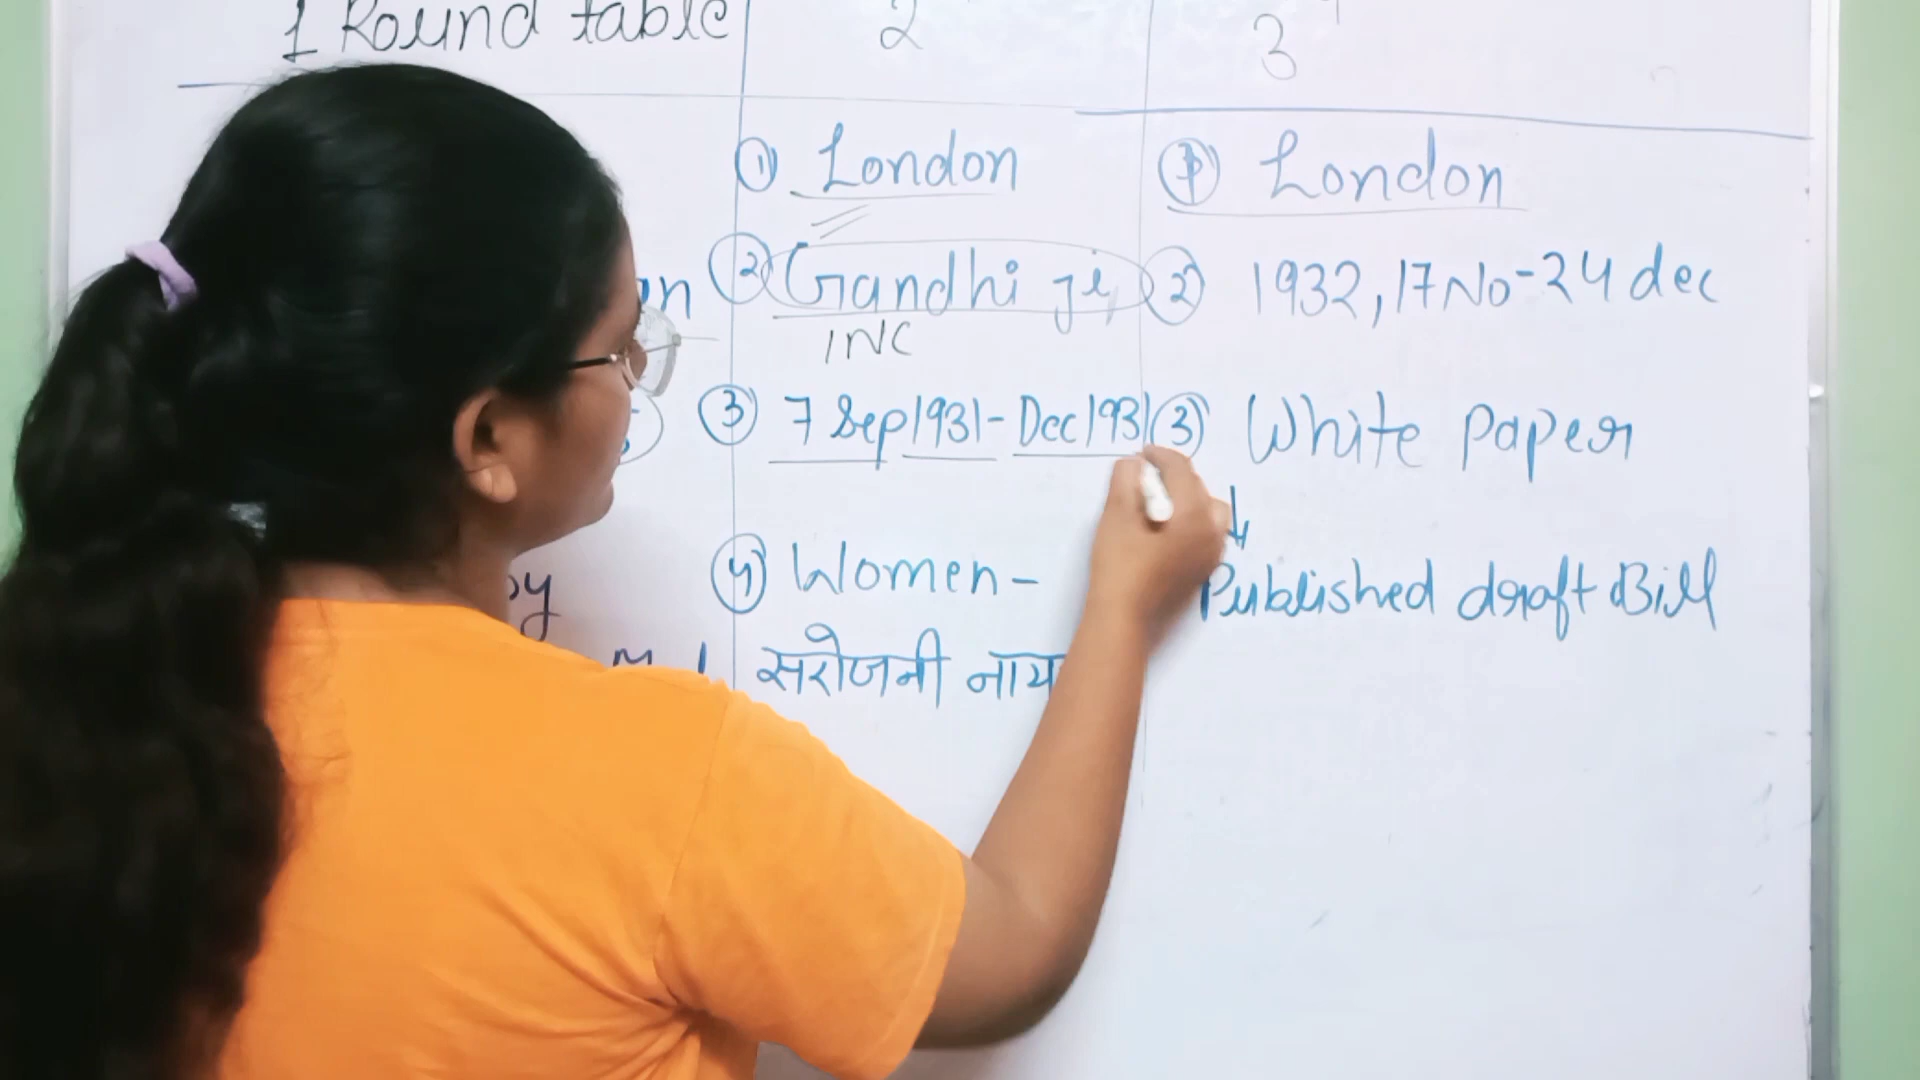 1 Round table
2
3
① London
② Gandhi ji
INC
③ 7 Sep 1931 - Dec 1931
④ Women -
सरोजनी
① London
② 1932, 17 No - 24 dec
③ White Paper
↓
Published draft Bill